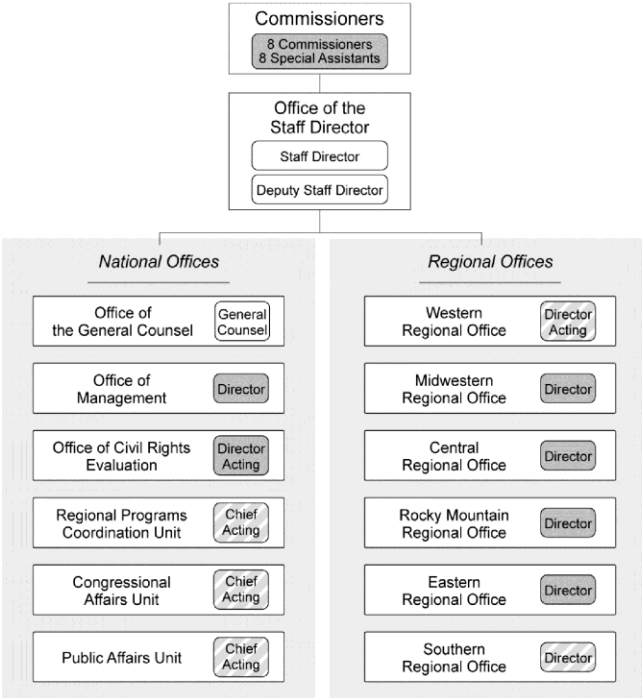 Commissioners
8 Commissioners
8 Special Assistants
Office of the
Staff Director
Staff Director
Deputy Staff Director
National Offices
Office of
the General Counsel
General
Counsel
Office of
Management
Director
Office of Civil Rights
Evaluation
Director
Acting
Regional Programs
Coordination Unit
Chief
Acting
Congressional
Affairs Unit
Chief
Acting
Public Affairs Unit
Chief
Acting
Regional Offices
Western
Regional Office
Director
Acting
Midwestern
Regional Office
Director
Central
Regional Office
Director
Rocky Mountain
Regional Office
Director
Eastern
Regional Office
Director
Southern
Regional Office
Director